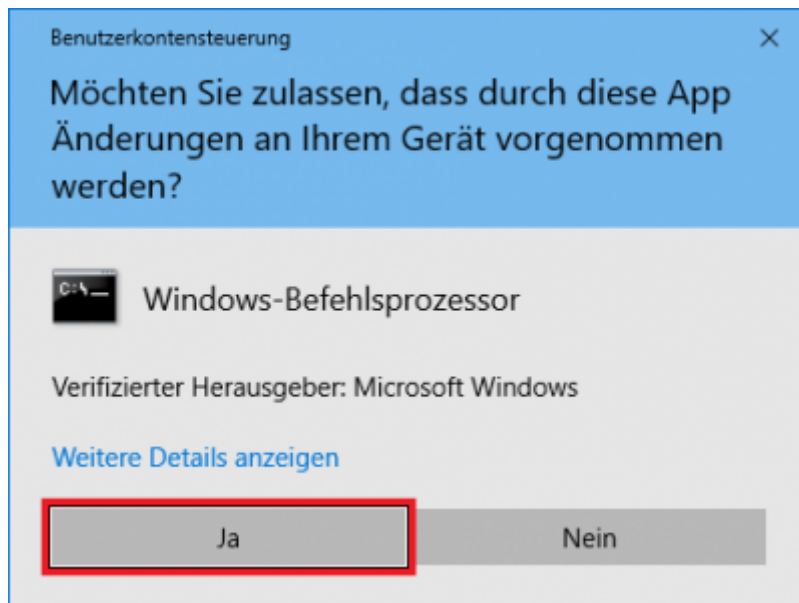 Benutzerkontensteuerung
Möchten Sie zulassen, dass durch diese App
Änderungen an Ihrem Gerät vorgenommen
werden?
C:\
Windows-Befehlsprozessor
Verifizierter Herausgeber: Microsoft Windows
Weitere Details anzeigen
Ja
Nein